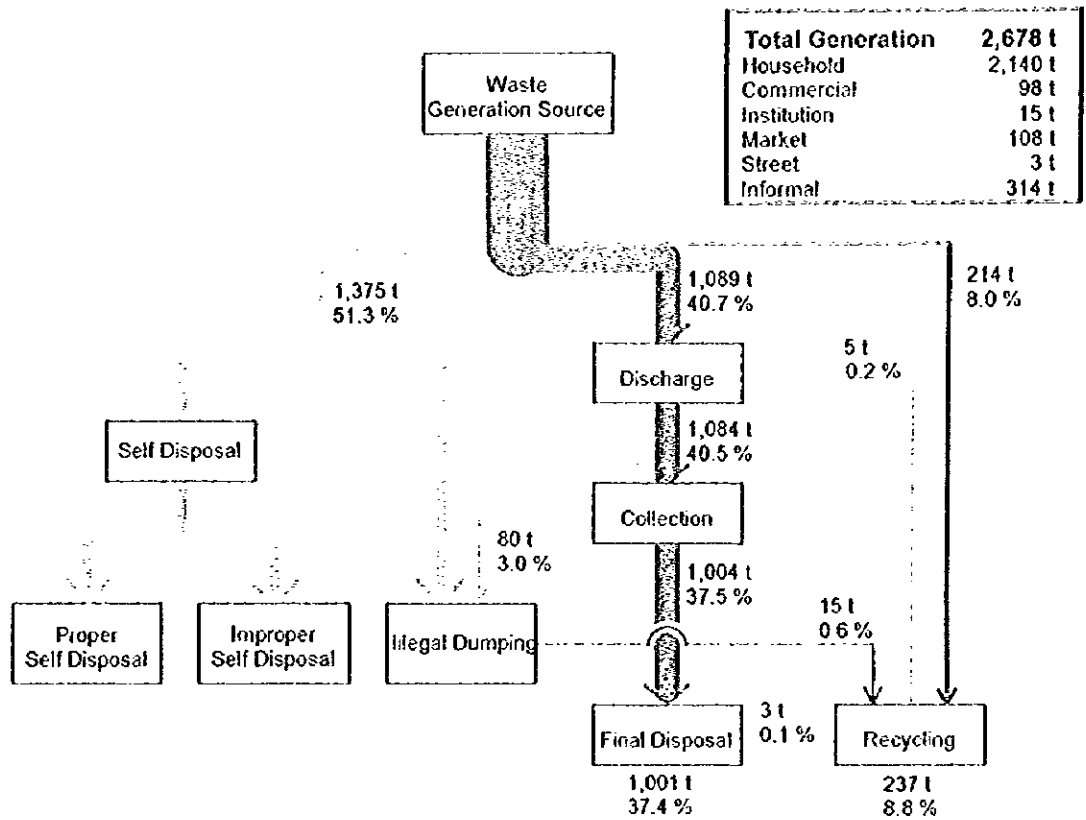 Total Generation 2,678 t
Household 2,140 t
Commercial 98 t
Institution 15 t
Market 108 t
Street 3 t
Informal 314 t
Waste
Generation Source
1,375 t
51.3 %
1,089 t
40.7 %
214 t
8.0 %
5 t
0.2 %
Discharge
Self Disposal
1,084 t
40.5 %
Collection
80 t
3.0 %
1,004 t
37.5 %
15 t
0.6 %
Proper
Self Disposal
Improper
Self Disposal
Illegal Dumping
Final Disposal
3 t
0.1 %
Recycling
1,001 t
37.4 %
237 t
8.8 %